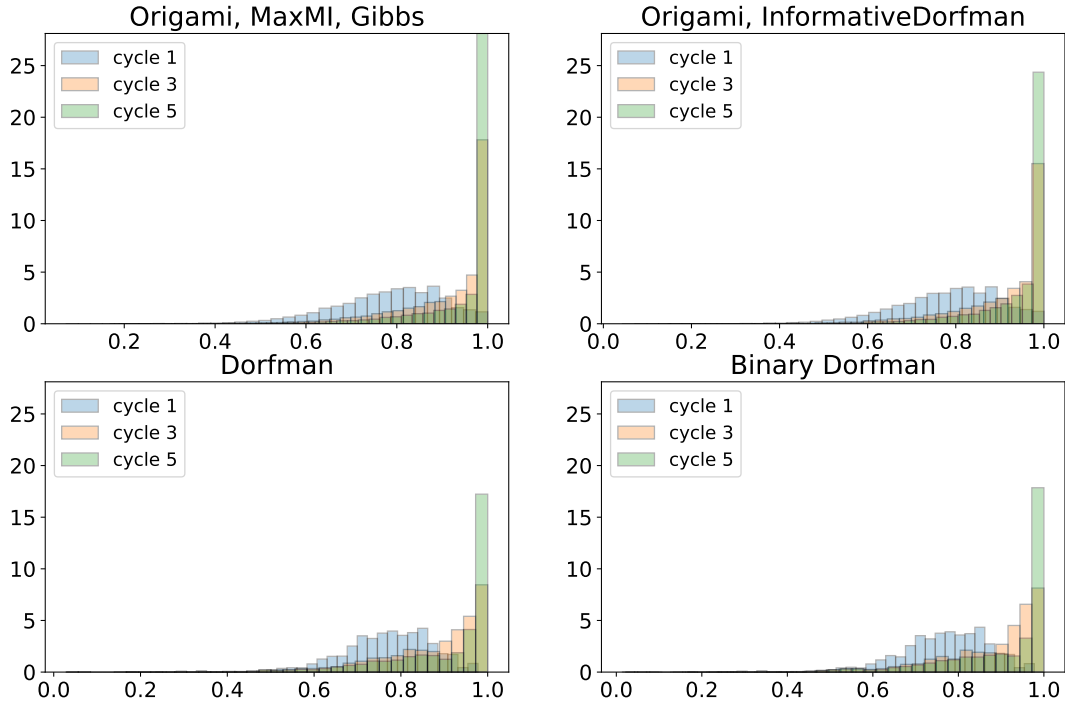 Origami, MaxMI, Gibbs
25
20
15
10
5
0
cycle 1
cycle 3
cycle 5
0.2 0.4 0.6 0.8 1.0
Origami, InformativeDorfman
25
20
15
10
5
0
cycle 1
cycle 3
cycle 5
0.0 0.2 0.4 0.6 0.8 1.0
Dorfman
25
20
15
10
5
0
cycle 1
cycle 3
cycle 5
0.0 0.2 0.4 0.6 0.8 1.0
Binary Dorfman
25
20
15
10
5
0
cycle 1
cycle 3
cycle 5
0.0 0.2 0.4 0.6 0.8 1.0